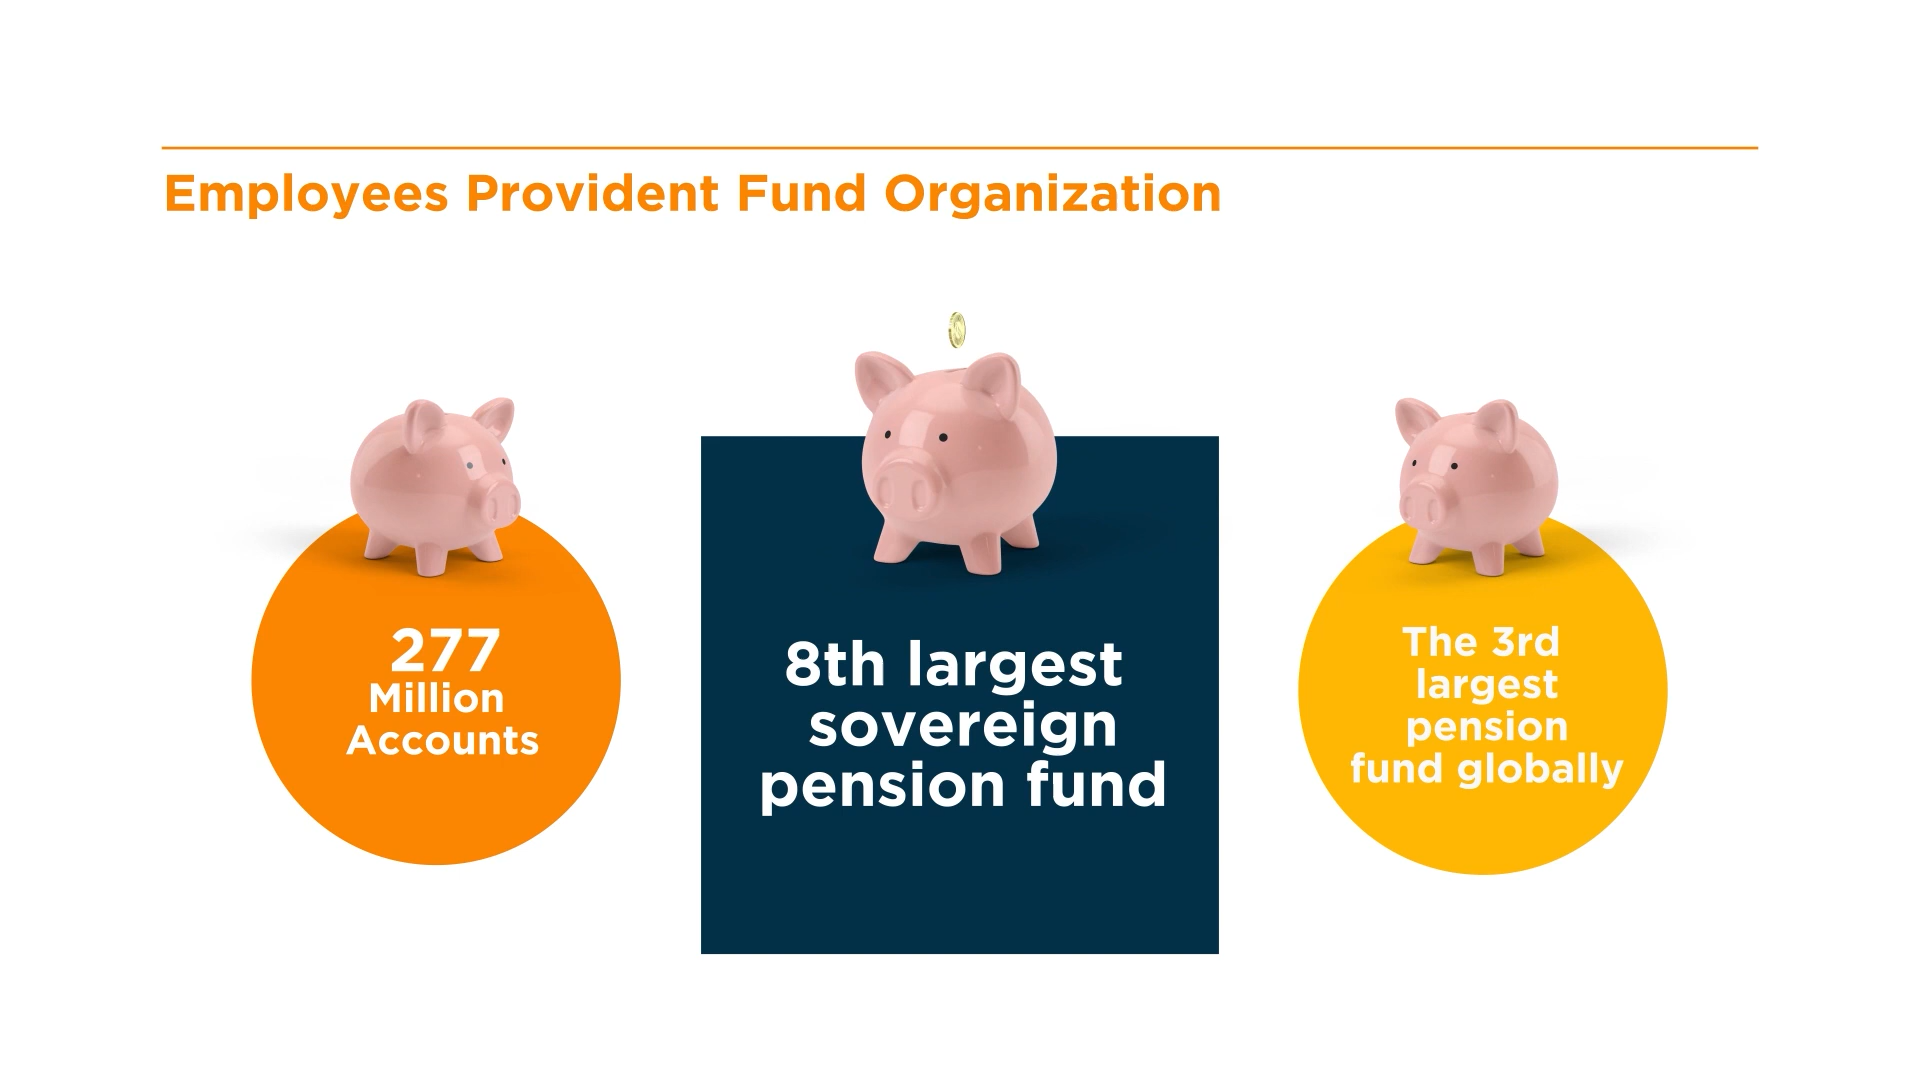 Employees Provident Fund Organization
277
Million
Accounts
8th largest
sovereign
pension fund
The 3rd
largest
pension
fund globally